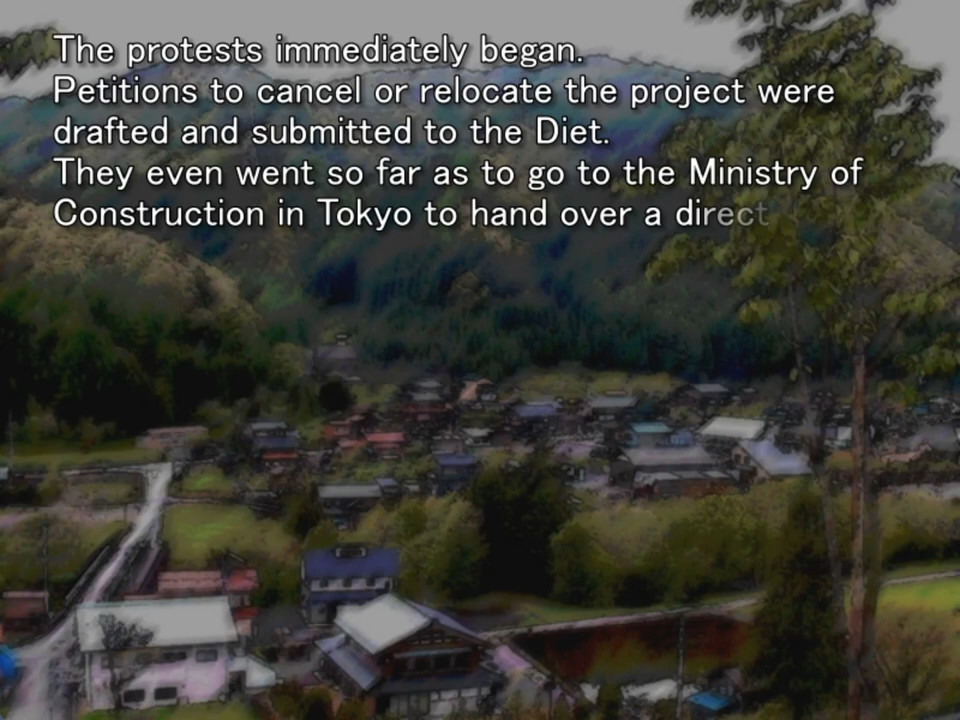 The protests immediately began.
Petitions to cancel or relocate the project were
drafted and submitted to the Diet.
They even went so far as to go to the Ministry of
Construction in Tokyo to hand over a direct